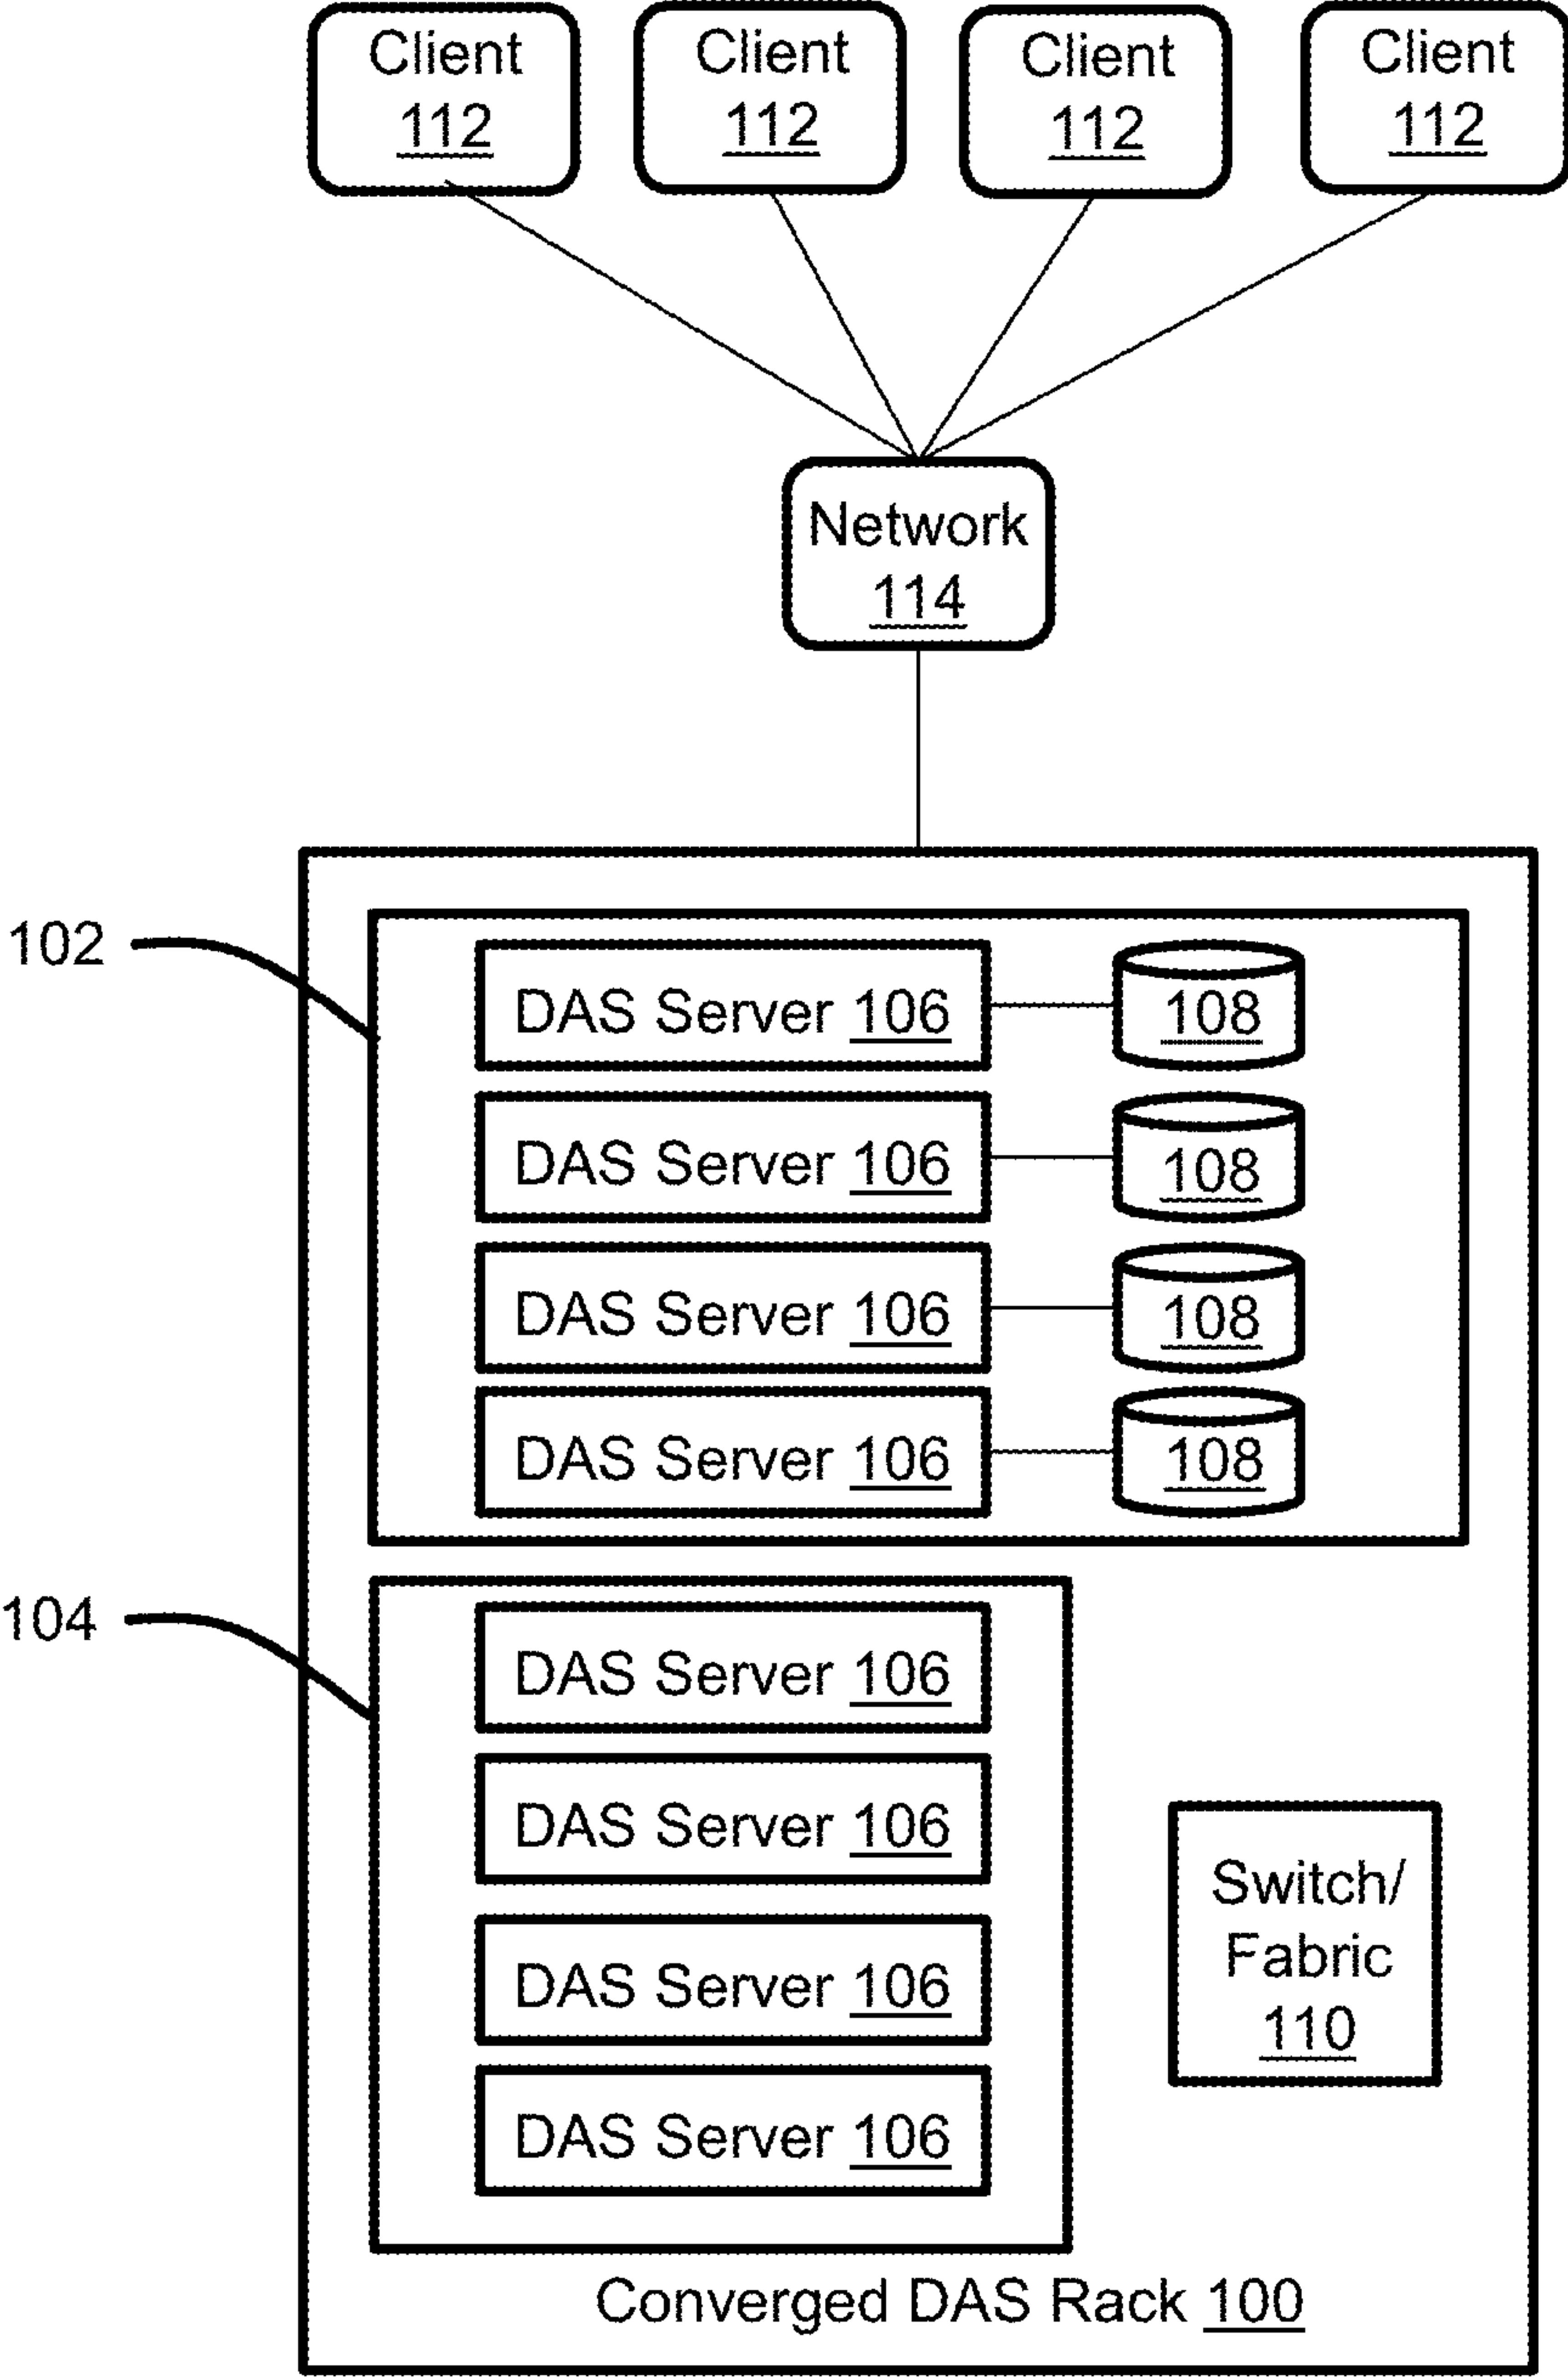 Client
112
Client
112
Client
112
Client
112
Network
114
102
DAS Server 106
108
DAS Server 106
108
DAS Server 106
108
DAS Server 106
108
104
DAS Server 106
DAS Server 106
DAS Server 106
DAS Server 106
Switch/
Fabric
110
Converged DAS Rack 100